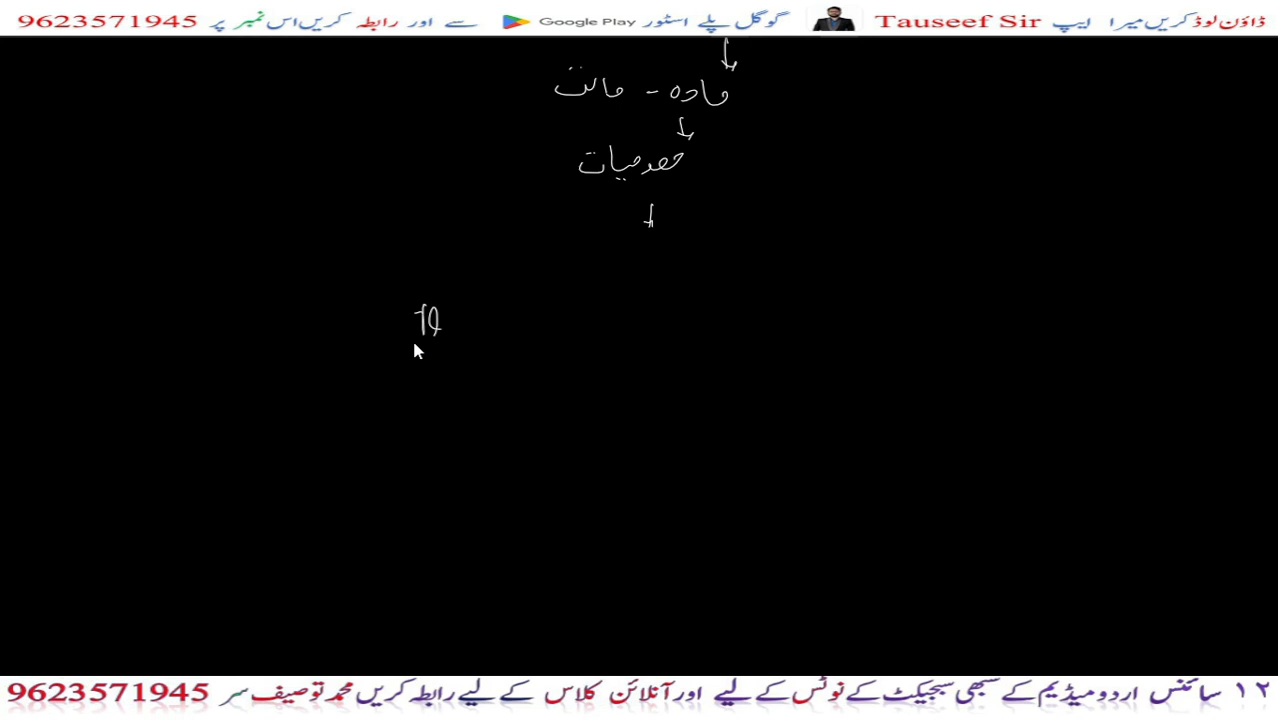 ڈاؤن لوڈ کریں میرا ایپ Tauseef Sir گوگل پلے اسٹور Google Play سے اور رابطہ کریں اس نمبر پر 9623571945
مادہ - حالت
خصوصیات
۱۲ سائنس اردو میڈیم کے سبھی سبجیکٹ کے نوٹس کے لیے اور آنلائن کلاس کے لیے رابطہ کریں محمد توصیف سر 9623571945